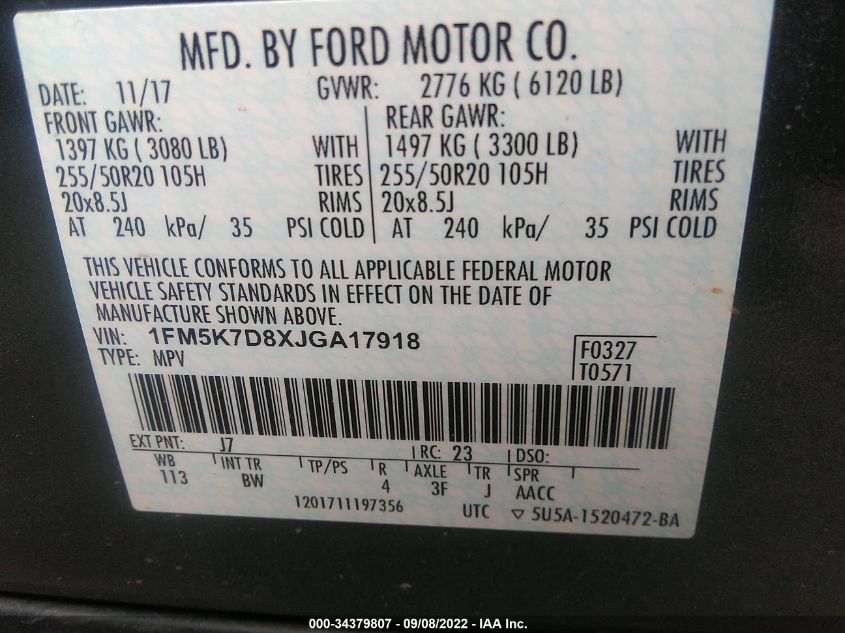 MFD. BY FORD MOTOR CO.
DATE: 11/17 GVWR: 2776 KG ( 6120 LB)
FRONT GAWR: REAR GAWR:
1397 KG ( 3080 LB) WITH 1497 KG ( 3300 LB) WITH
255/50R20 105H TIRES 255/50R20 105H TIRES
20x8.5J RIMS 20x8.5J RIMS
AT 240 kPa/ 35 PSI COLD AT 240 kPa/ 35 PSI COLD
THIS VEHICLE CONFORMS TO ALL APPLICABLE FEDERAL MOTOR
VEHICLE SAFETY STANDARDS IN EFFECT ON THE DATE OF
MANUFACTURE SHOWN ABOVE.
VIN: 1FM5K7D8XJGA17918
TYPE: MPV
F0327
T0571
EXT PNT: J7 RC: 23 DSO:
WB INT TR TP/PS R AXLE TR SPR
113 BW 4 3F J AACC
1201711197356 UTC ▽ 5U5A-1520472-BA
000-34379807 - 09/08/2022 - IAA Inc.